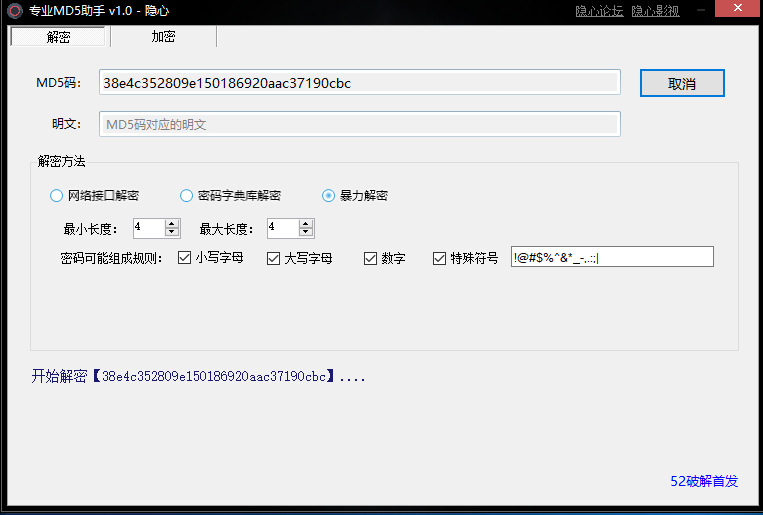 专业MD5助手 v1.0 - 隐心 隐心论坛 隐心影视
解密 加密
MD5码： 38e4c352809e150186920aac37190cbc 取消
明文： MD5码对应的明文
解密方法
网络接口解密 密码字典库解密 暴力解密
最小长度： 4 最大长度： 4
密码可能组成规则： 小写字母 大写字母 数字 特殊符号 !@#$%^&*_-,.:;|
开始解密【38e4c352809e150186920aac37190cbc】....
52破解首发